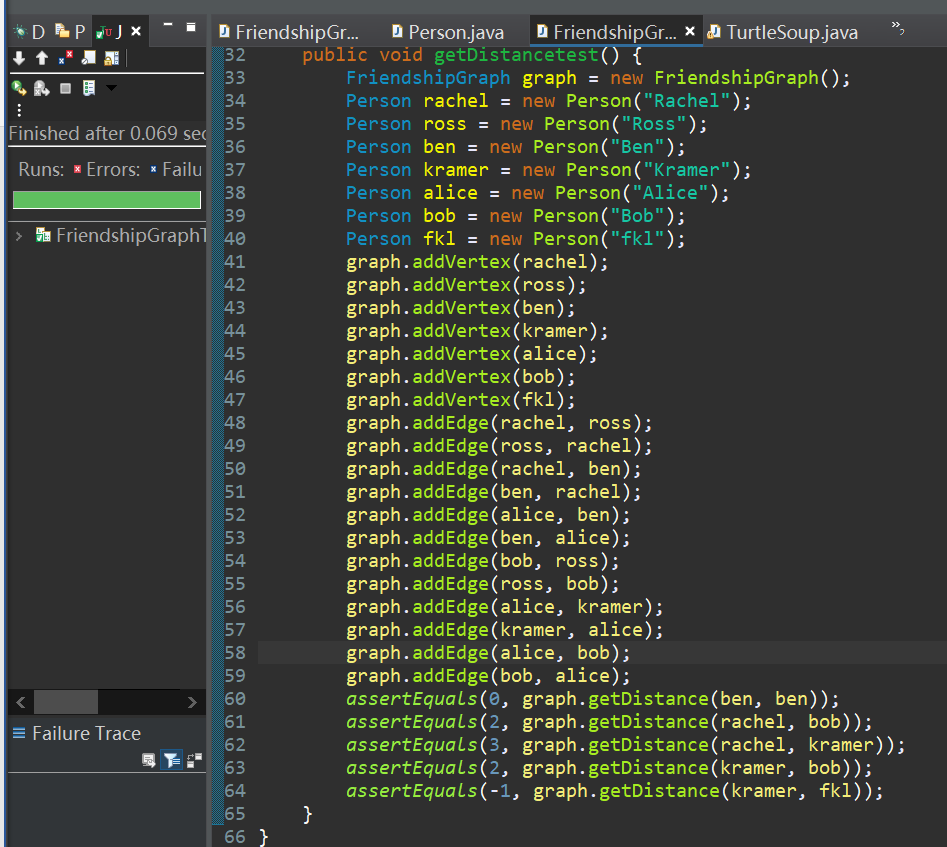 D P J
FriendshipGr... Person.java FriendshipGr... TurtleSoup.java
Finished after 0.069 sec
Runs: Errors: Failu
FriendshipGraphT
Failure Trace
32 public void getDistancetest() {
33 FriendshipGraph graph = new FriendshipGraph();
34 Person rachel = new Person("Rachel");
35 Person ross = new Person("Ross");
36 Person ben = new Person("Ben");
37 Person kramer = new Person("Kramer");
38 Person alice = new Person("Alice");
39 Person bob = new Person("Bob");
40 Person fkl = new Person("fkl");
41 graph.addVertex(rachel);
42 graph.addVertex(ross);
43 graph.addVertex(ben);
44 graph.addVertex(kramer);
45 graph.addVertex(alice);
46 graph.addVertex(bob);
47 graph.addVertex(fkl);
48 graph.addEdge(rachel, ross);
49 graph.addEdge(ross, rachel);
50 graph.addEdge(rachel, ben);
51 graph.addEdge(ben, rachel);
52 graph.addEdge(alice, ben);
53 graph.addEdge(ben, alice);
54 graph.addEdge(bob, ross);
55 graph.addEdge(ross, bob);
56 graph.addEdge(alice, kramer);
57 graph.addEdge(kramer, alice);
58 graph.addEdge(alice, bob);
59 graph.addEdge(bob, alice);
60 assertEquals(0, graph.getDistance(ben, ben));
61 assertEquals(2, graph.getDistance(rachel, bob));
62 assertEquals(3, graph.getDistance(rachel, kramer));
63 assertEquals(2, graph.getDistance(kramer, bob));
64 assertEquals(-1, graph.getDistance(kramer, fkl));
65 }
66 }